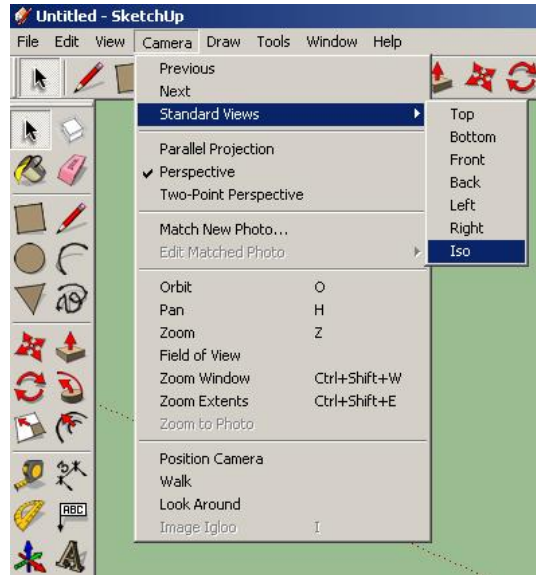 Untitled - SketchUp
File Edit View Camera Draw Tools Window Help
Previous
Next
Standard Views
Parallel Projection
Perspective
Two-Point Perspective
Match New Photo...
Edit Matched Photo
Orbit O
Pan H
Zoom Z
Field of View
Zoom Window Ctrl+Shift+W
Zoom Extents Ctrl+Shift+E
Zoom to Photo
Position Camera
Walk
Look Around
Image Igloo I
Top
Bottom
Front
Back
Left
Right
Iso
ABC
A